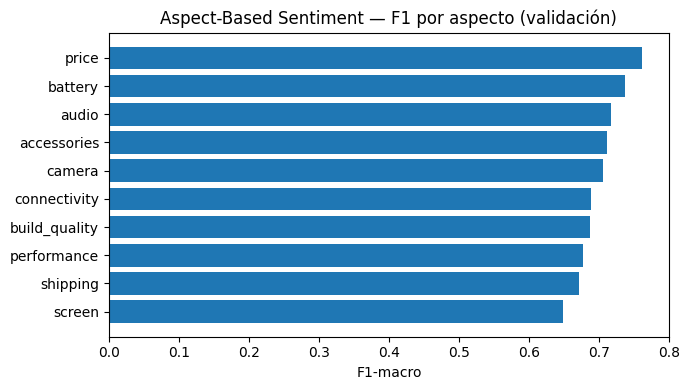 Aspect-Based Sentiment — F1 por aspecto (validación)
price
battery
audio
accessories
camera
connectivity
build_quality
performance
shipping
screen
0.0 0.1 0.2 0.3 0.4 0.5 0.6 0.7 0.8
F1-macro